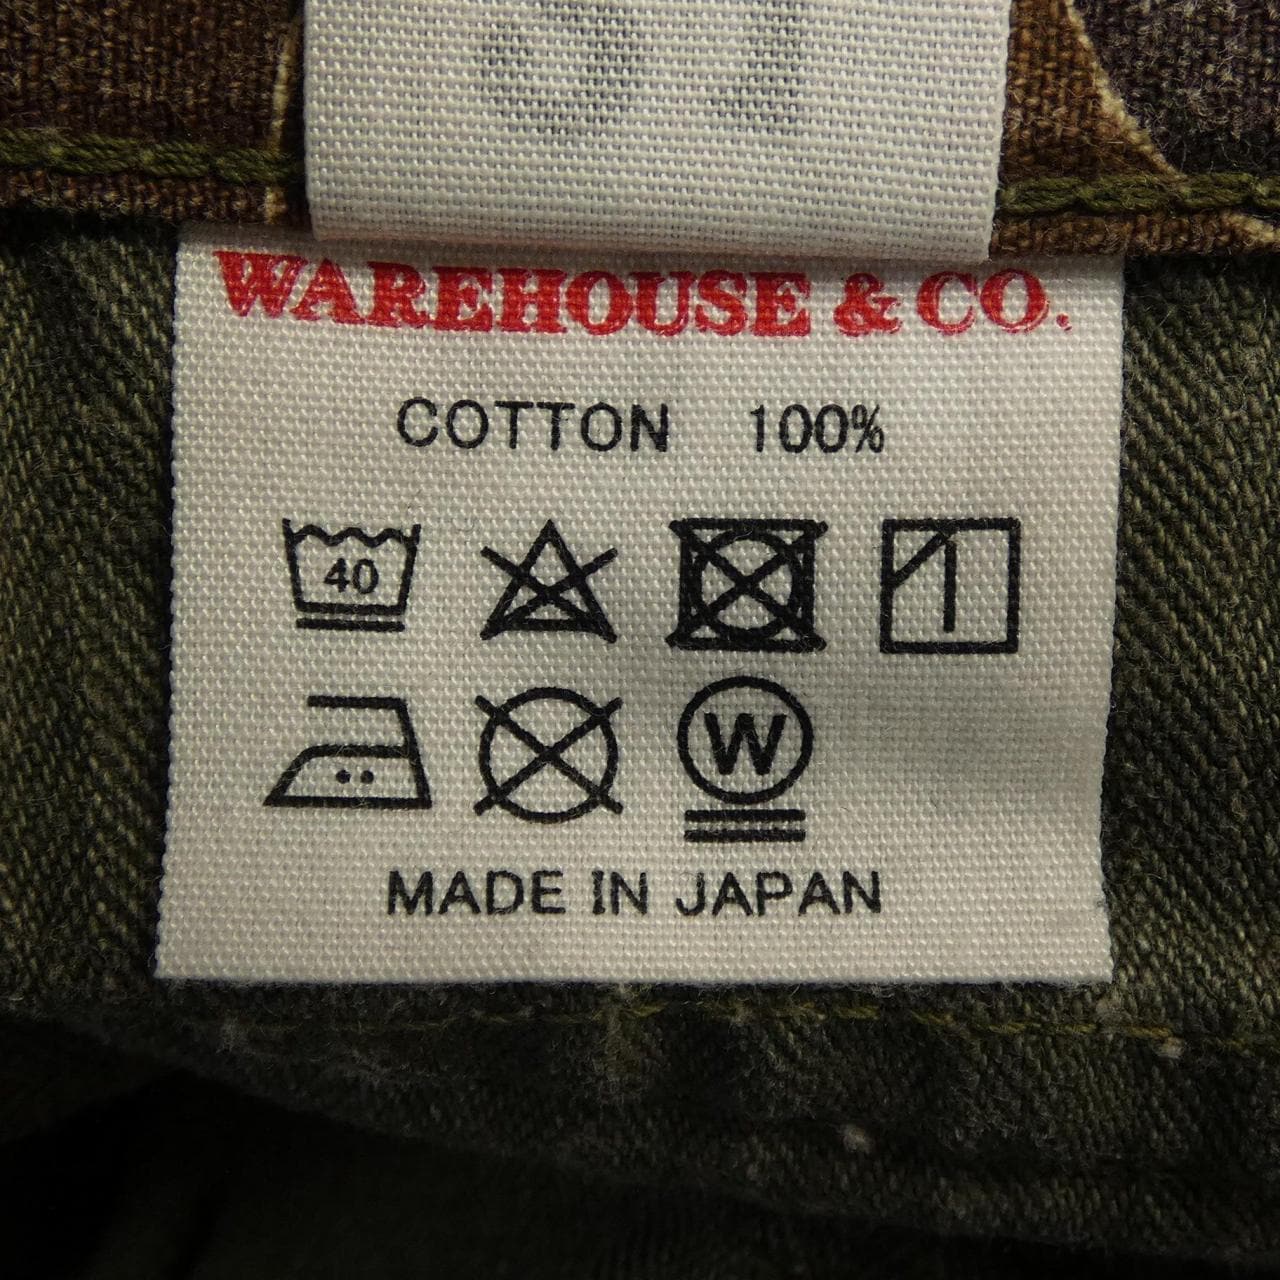 WAREHOUSE & CO.
COTTON 100%
40
W
MADE IN JAPAN